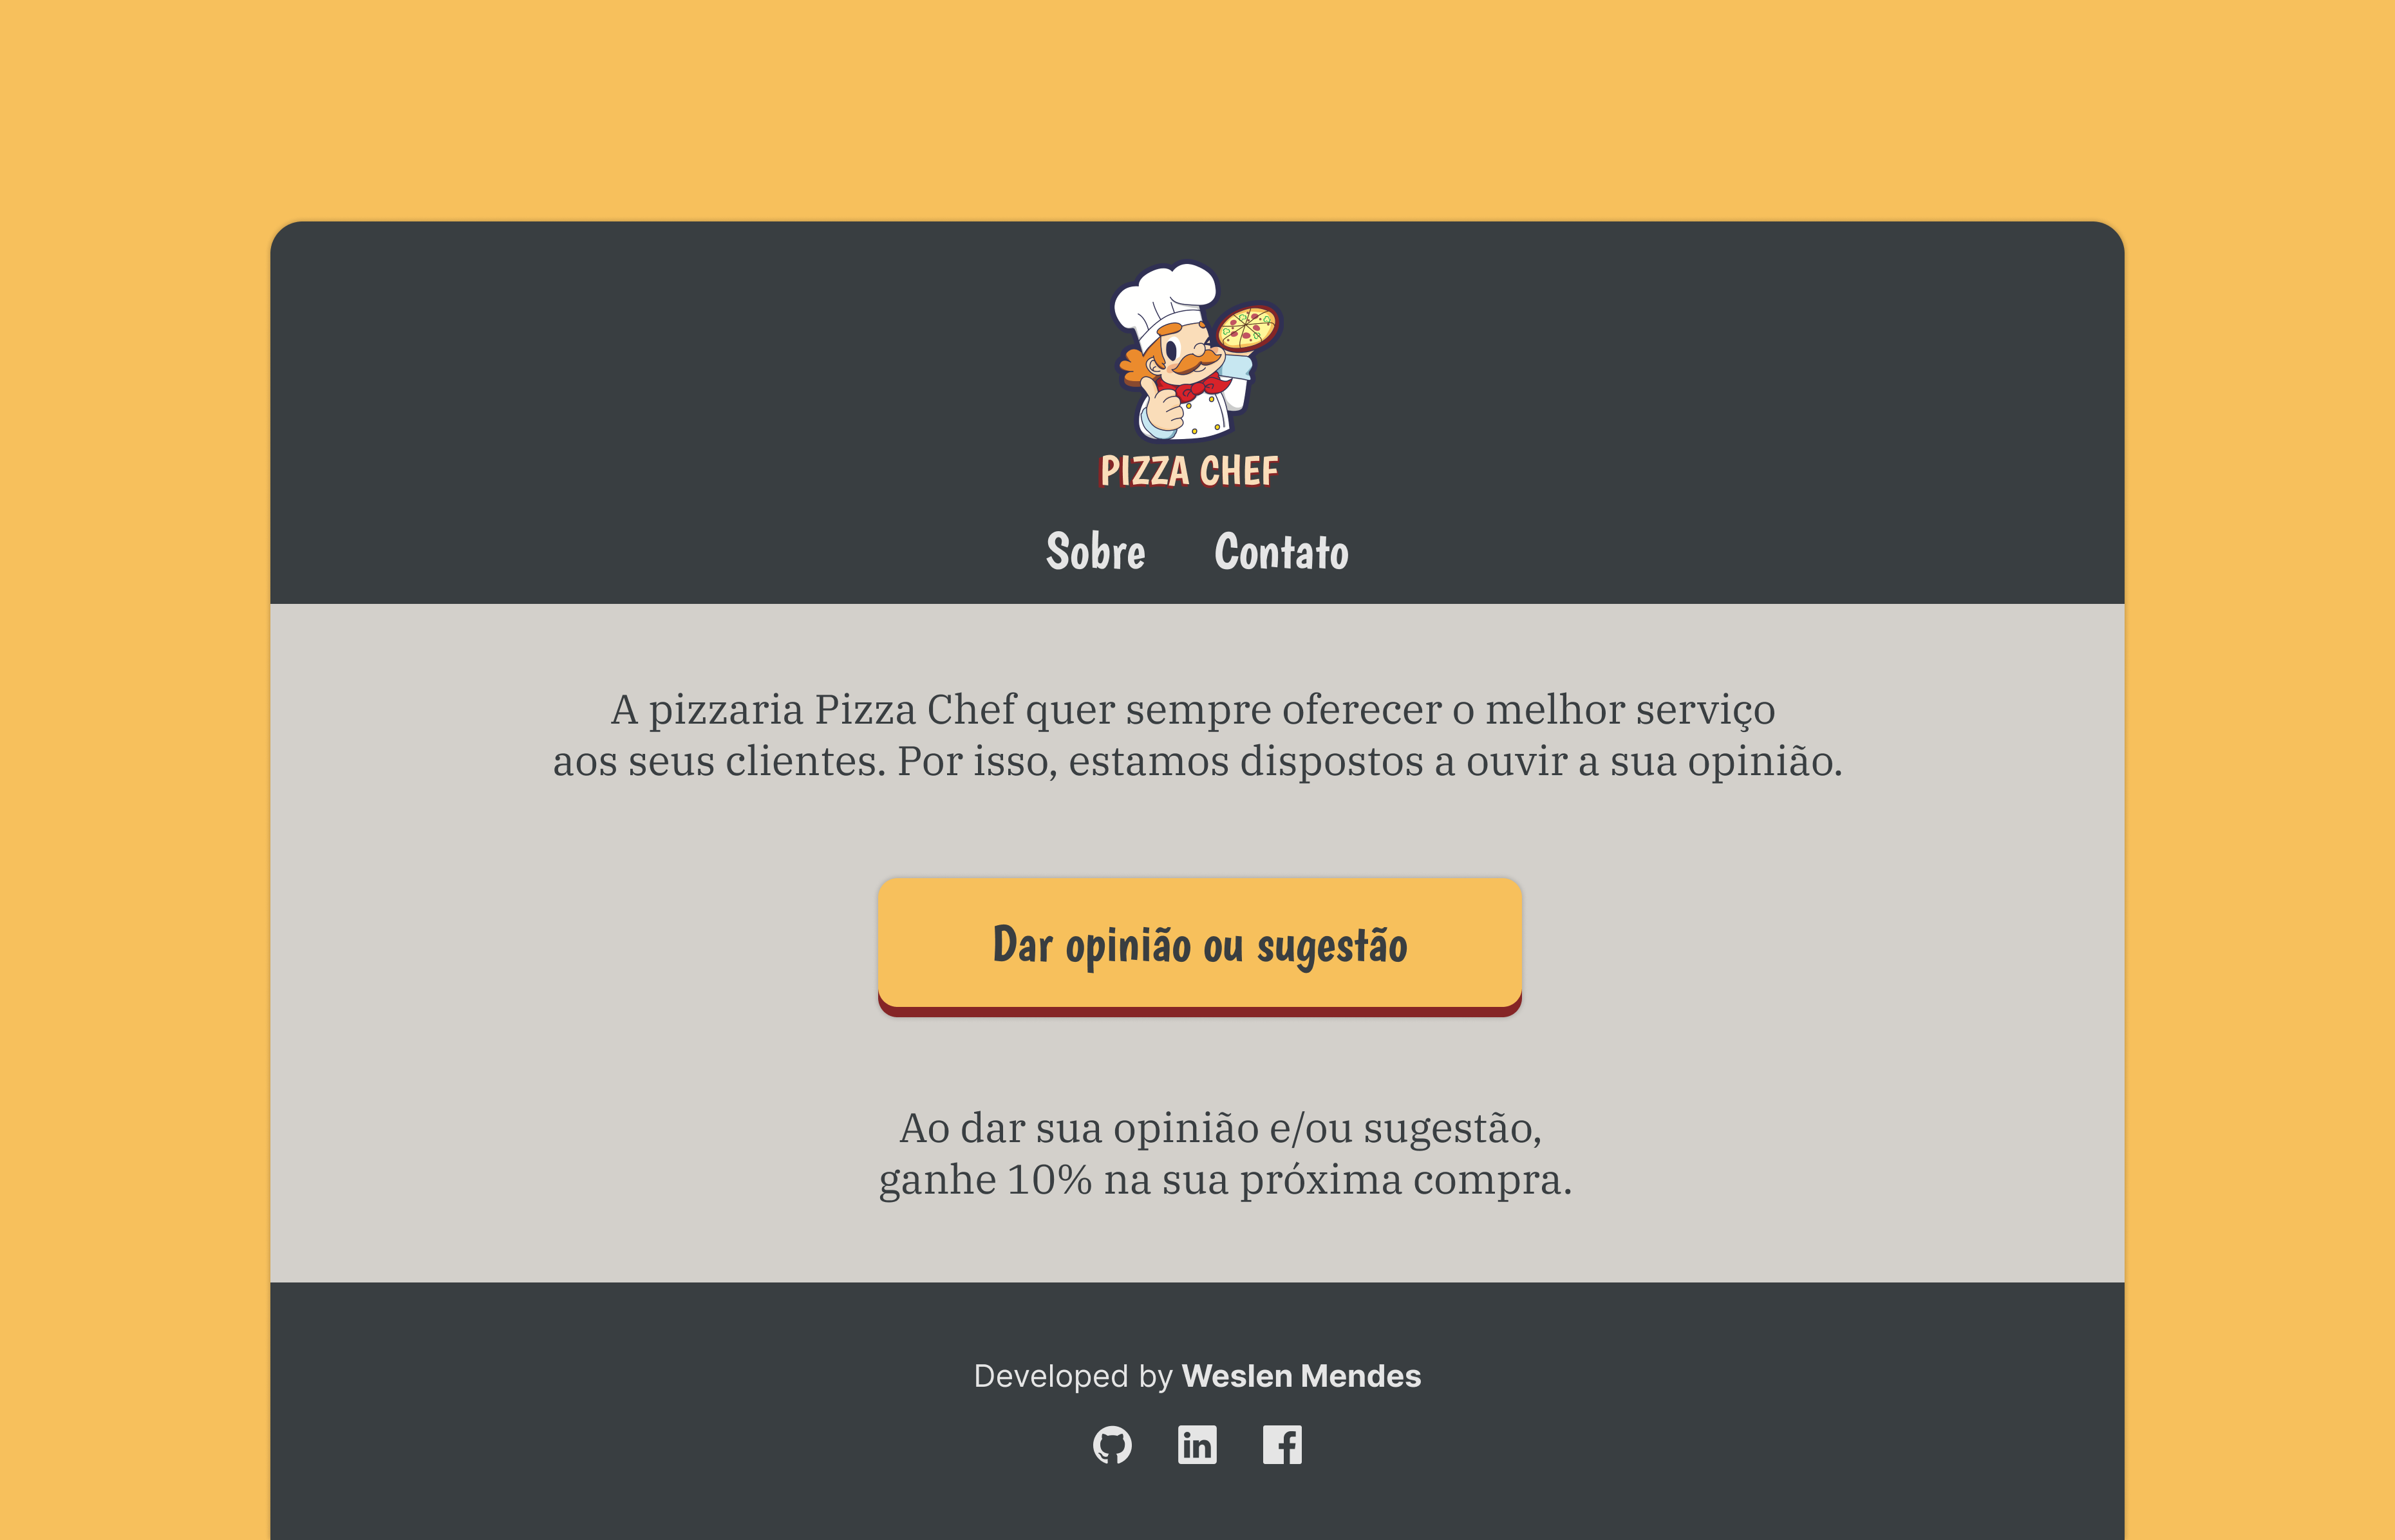 PIZZA CHEF
Sobre Contato
A pizzaria Pizza Chef quer sempre oferecer o melhor serviço
aos seus clientes. Por isso, estamos dispostos a ouvir a sua opinião.
Dar opinião ou sugestão
Ao dar sua opinião e/ou sugestão,
ganhe 10% na sua próxima compra.
Developed by Weslen Mendes